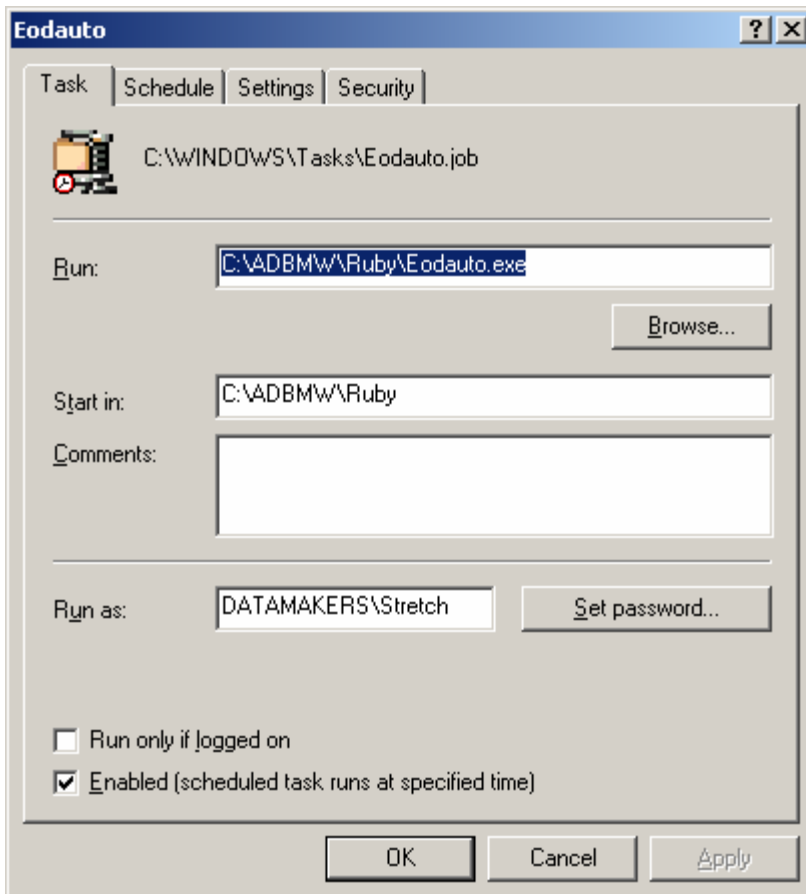 Eodauto
Task Schedule Settings Security
C:\WINDOWS\Tasks\Eodauto.job
Run: C:\ADBMW\Ruby\Eodauto.exe
Browse...
Start in: C:\ADBMW\Ruby
Comments:
Run as: DATAMAKERS\Stretch Set password...
Run only if logged on
Enabled (scheduled task runs at specified time)
OK Cancel Apply